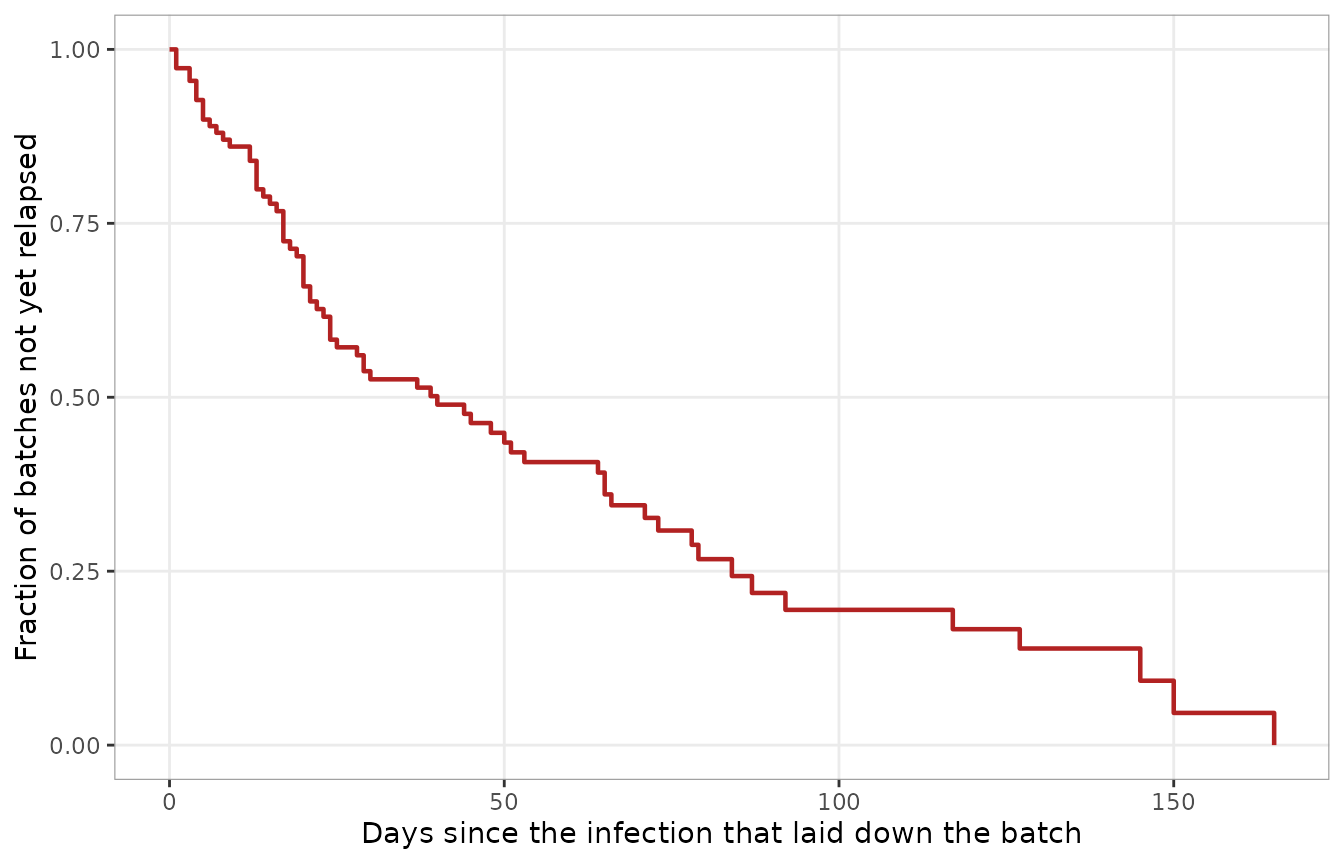 Fraction of batches not yet relapsed
1.00
0.75
0.50
0.25
0.00
0 50 100 150
Days since the infection that laid down the batch